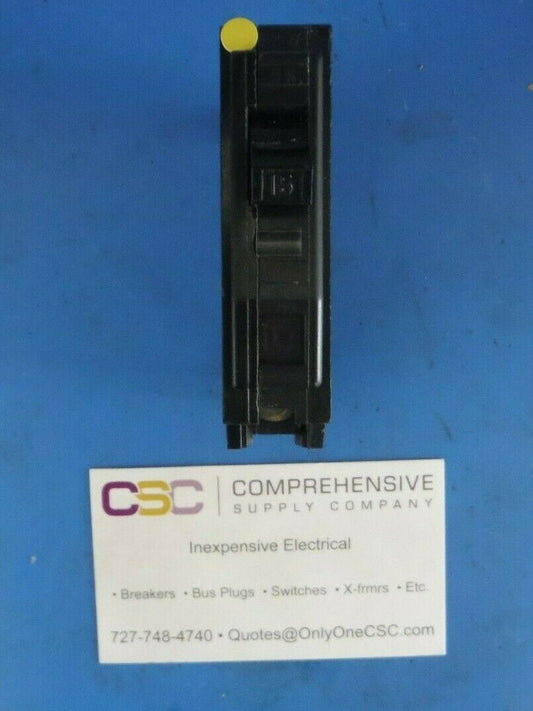 15
CSC COMPREHENSIVE
SUPPLY COMPANY
Inexpensive Electrical
• Breakers • Bus Plugs • Switches • X-frmrs • Etc.
727-748-4740 • Quotes@OnlyOneCSC.com